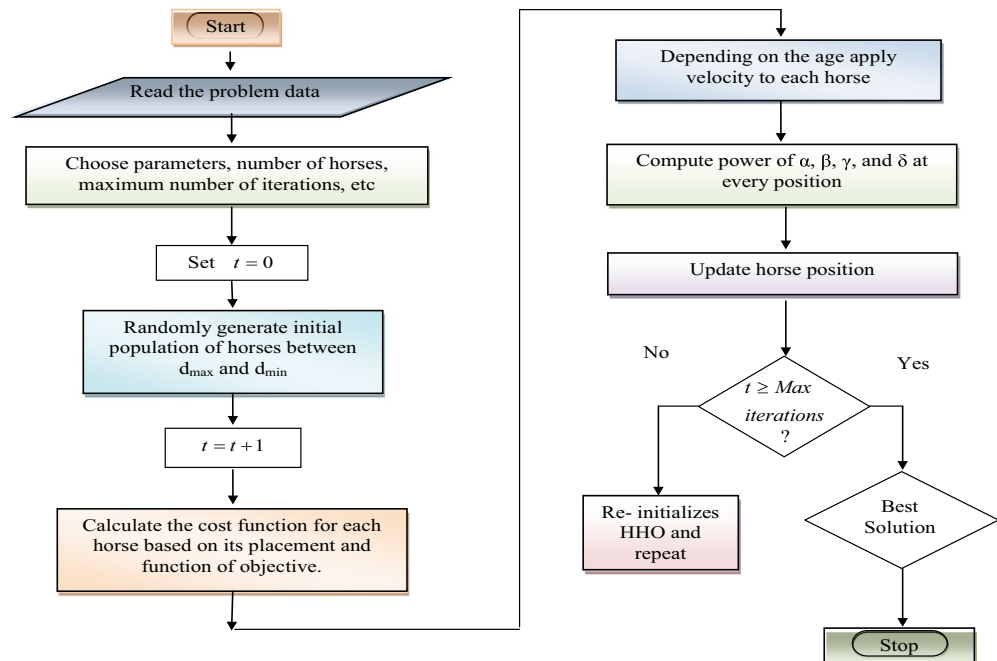 Start
Read the problem data
Choose parameters, number of horses,
maximum number of iterations, etc
Set t = 0
Randomly generate initial
population of horses between
dmax and dmin
t = t + 1
Calculate the cost function for each
horse based on its placement and
function of objective.
Depending on the age apply
velocity to each horse
Compute power of α, β, γ, and δ at
every position
Update horse position
No
Yes
t ≥ Max
iterations
?
Re- initializes
HHO and
repeat
Best
Solution
Stop